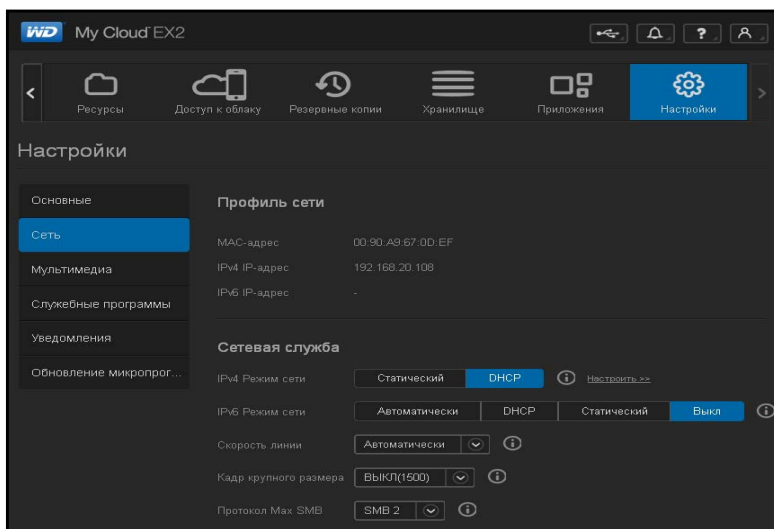 WD My Cloud EX2
Ресурсы Доступ к облаку Резервные копии Хранилище Приложения Настройки
Настройки
Основные
Сеть
Мультимедиа
Служебные программы
Уведомления
Обновление микропрог...
Профиль сети
MAC-адрес 00:90:A9:67:0D:EF
IPv4 IP-адрес 192.168.20.108
IPv6 IP-адрес -
Сетевая служба
IPv4 Режим сети Статический DHCP Настроить >>
IPv6 Режим сети Автоматически DHCP Статический Выкл
Скорость линии Автоматически
Кадр крупного размера ВЫКЛ(1500)
Протокол Max SMB SMB 2